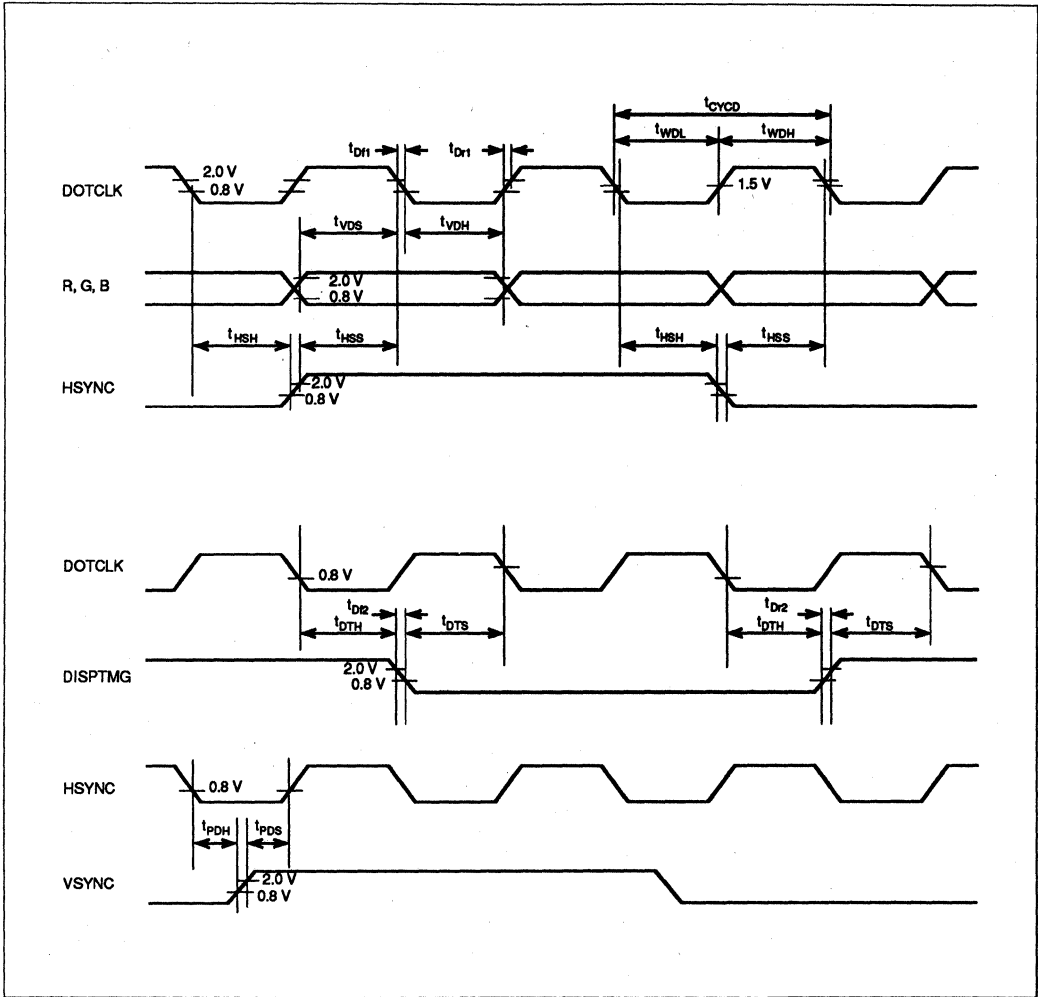 tCYCD
tWDL tWDH
tDf1 tDr1
DOTCLK 2.0 V 1.5 V
0.8 V
tVDS tVDH
R, G, B 2.0 V
0.8 V
tHSH tHSS tHSH tHSS
HSYNC 2.0 V
0.8 V
DOTCLK 0.8 V
tDf2 tDr2
tDTH tDTS tDTH tDTS
DISPTMG 2.0 V
0.8 V
HSYNC 0.8 V
tPDH tPDS
VSYNC 2.0 V
0.8 V